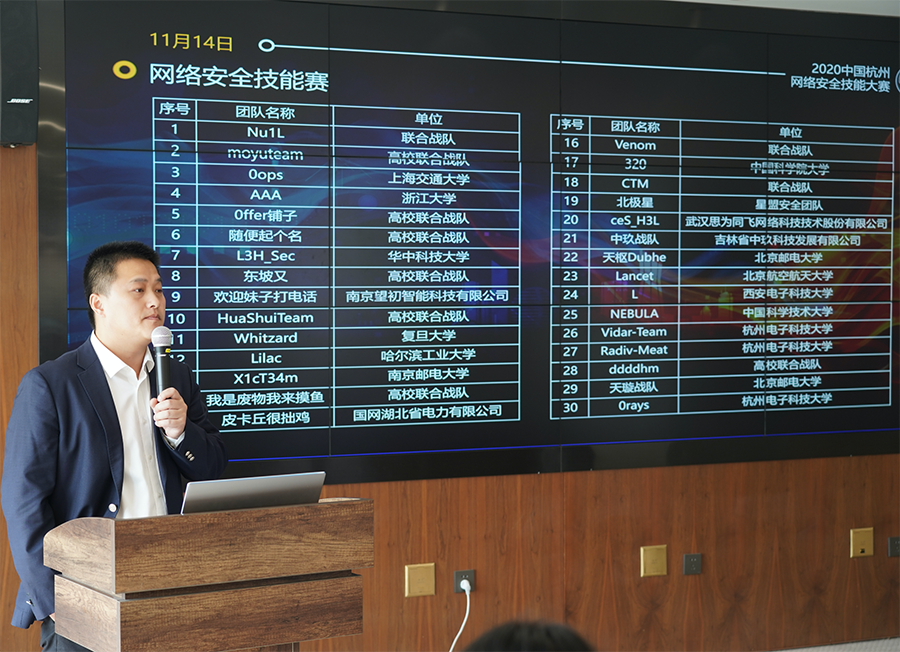 BOSE
11月14日
网络安全技能赛
2020中国杭州
网络安全技能大赛
序号 团队名称 单位
1 Nu1L 联合战队
2 moyuteam 高校联合战队
3 0ops 上海交通大学
4 AAA 浙江大学
5 0ffer铺子 高校联合战队
6 随便起个名 高校联合战队
7 L3H_Sec 华中科技大学
8 东坡又 高校联合战队
9 欢迎妹子打电话 南京望初智能科技有限公司
10 HuaShuiTeam 高校联合战队
11 Whitzard 复旦大学
2 Lilac 哈尔滨工业大学
X1cT34m 南京邮电大学
我是废物我来摸鱼 高校联合战队
皮卡丘很拙鸡 国网湖北省电力有限公司
序号 团队名称 单位
16 Venom 联合战队
17 320 中国科学院大学
18 CTM 联合战队
19 北极星 星盟安全团队
20 ceS_H3L 武汉思为同飞网络科技技术股份有限公司
21 中玖战队 吉林省中玖科技发展有限公司
22 天枢Dubhe 北京邮电大学
23 Lancet 北京航空航天大学
24 L 西安电子科技大学
25 NEBULA 中国科学技术大学
26 Vidar-Team 杭州电子科技大学
27 Radiv-Meat 杭州电子科技大学
28 ddddhm 高校联合战队
29 天璇战队 北京邮电大学
30 0rays 杭州电子科技大学